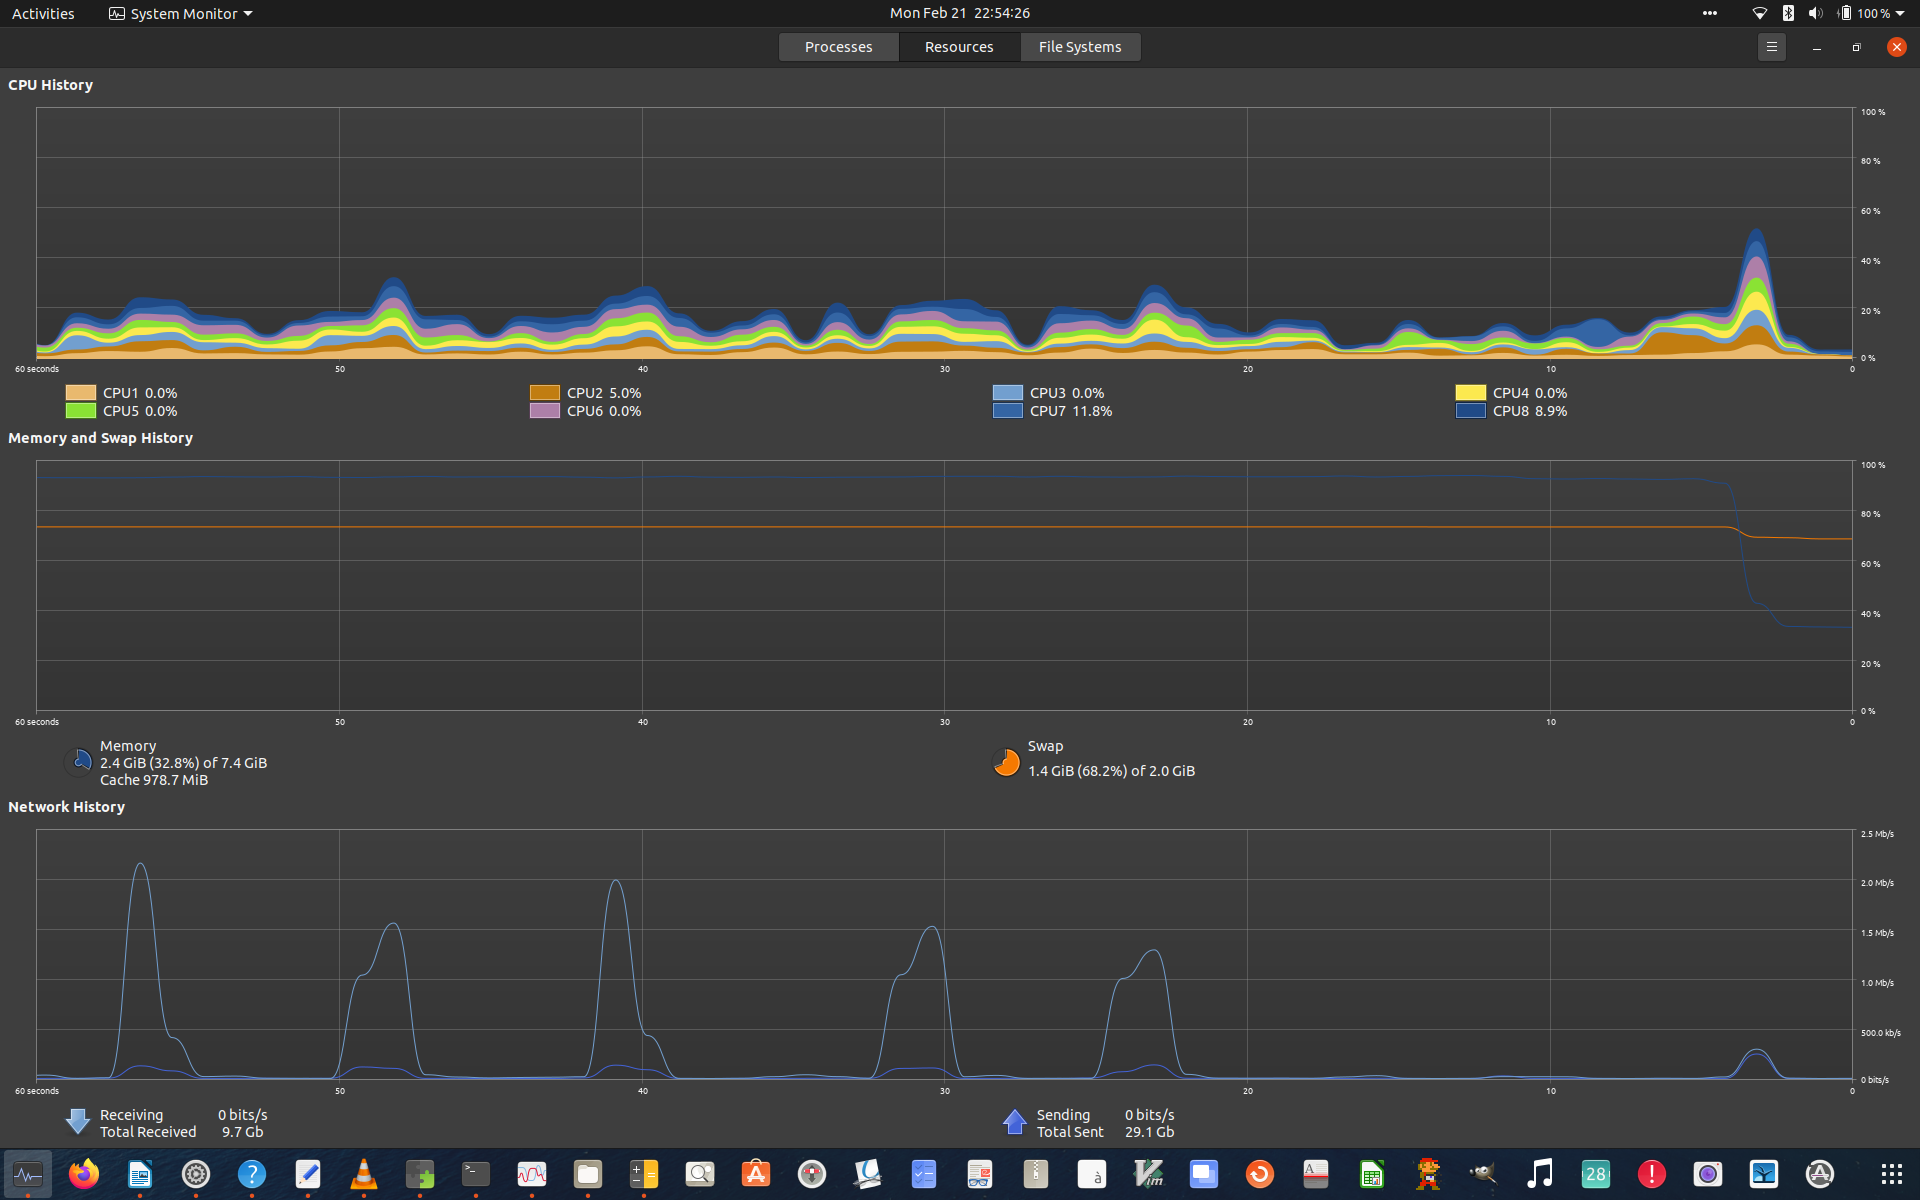 Activities
System Monitor
Mon Feb 21 22:54:26
100 %
Processes
Resources
File Systems
CPU History
100 %
80 %
60 %
40 %
20 %
0 %
60 seconds
50
40
30
20
10
0
CPU1 0.0%
CPU2 5.0%
CPU3 0.0%
CPU4 0.0%
CPU5 0.0%
CPU6 0.0%
CPU7 11.8%
CPU8 8.9%
Memory and Swap History
100 %
80 %
60 %
40 %
20 %
0 %
60 seconds
50
40
30
20
10
0
Memory
2.4 GiB (32.8%) of 7.4 GiB
Cache 978.7 MiB
Swap
1.4 GiB (68.2%) of 2.0 GiB
Network History
2.5 Mb/s
2.0 Mb/s
1.5 Mb/s
1.0 Mb/s
500.0 kb/s
0 bits/s
60 seconds
50
40
30
20
10
0
Receiving 0 bits/s
Total Received 9.7 Gb
Sending 0 bits/s
Total Sent 29.1 Gb
?
>_
à
Vim
A
28
!